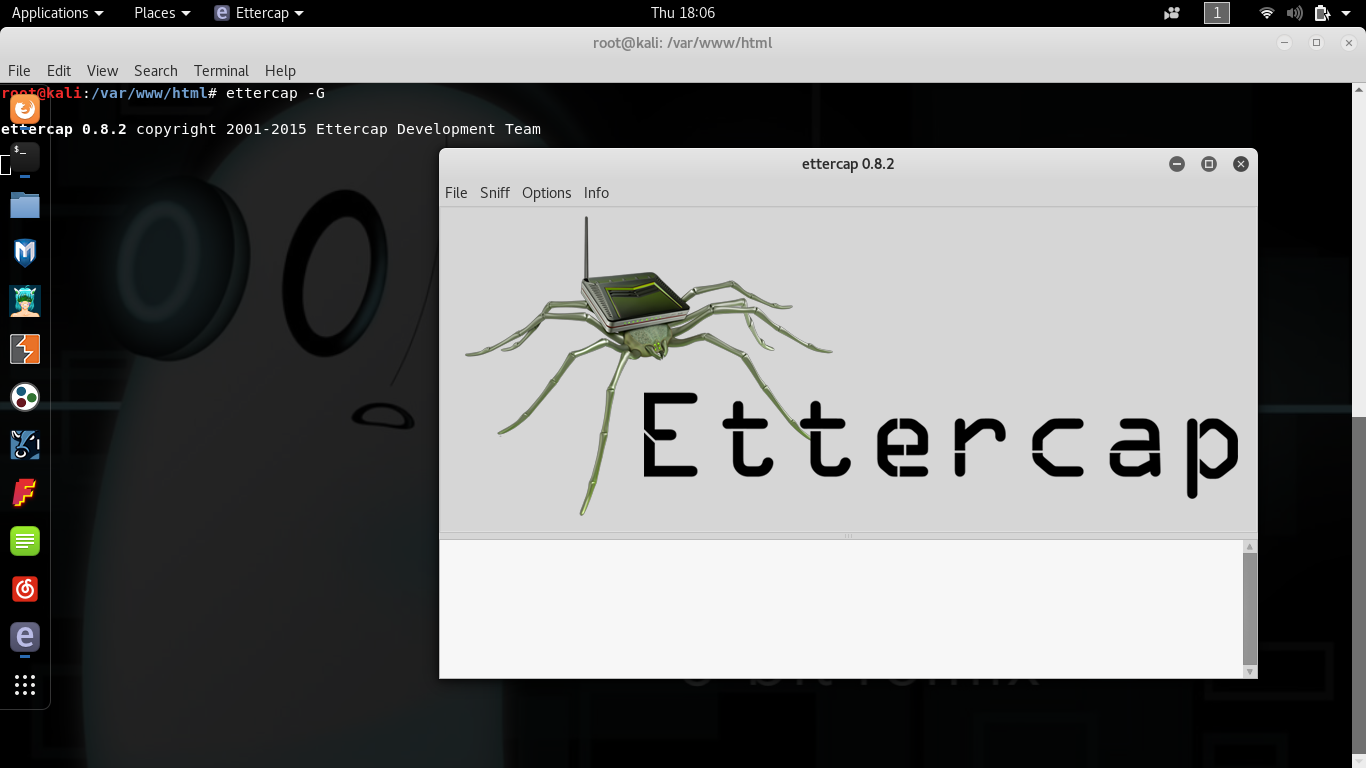 Applications Places Ettercap Thu 18:06 1
root@kali: /var/www/html
File Edit View Search Terminal Help
root@kali:/var/www/html# ettercap -G
ettercap 0.8.2 copyright 2001-2015 Ettercap Development Team
$_
ettercap 0.8.2
File Sniff Options Info
Ettercap
e